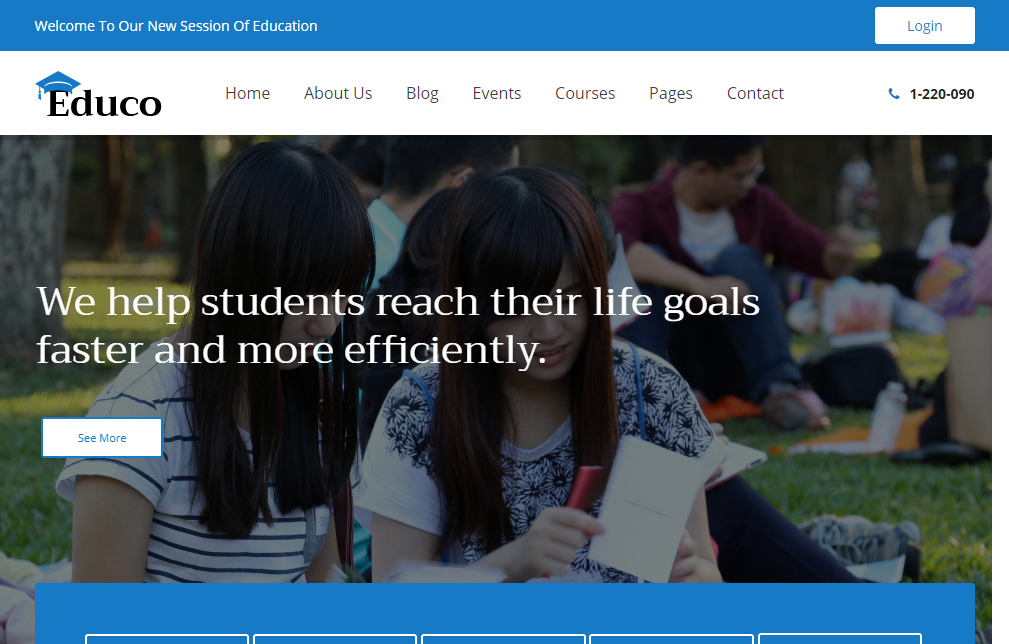 Welcome To Our New Session Of Education
Login
Educo
Home About Us Blog Events Courses Pages Contact
1-220-090
We help students reach their life goals
faster and more efficiently.
See More